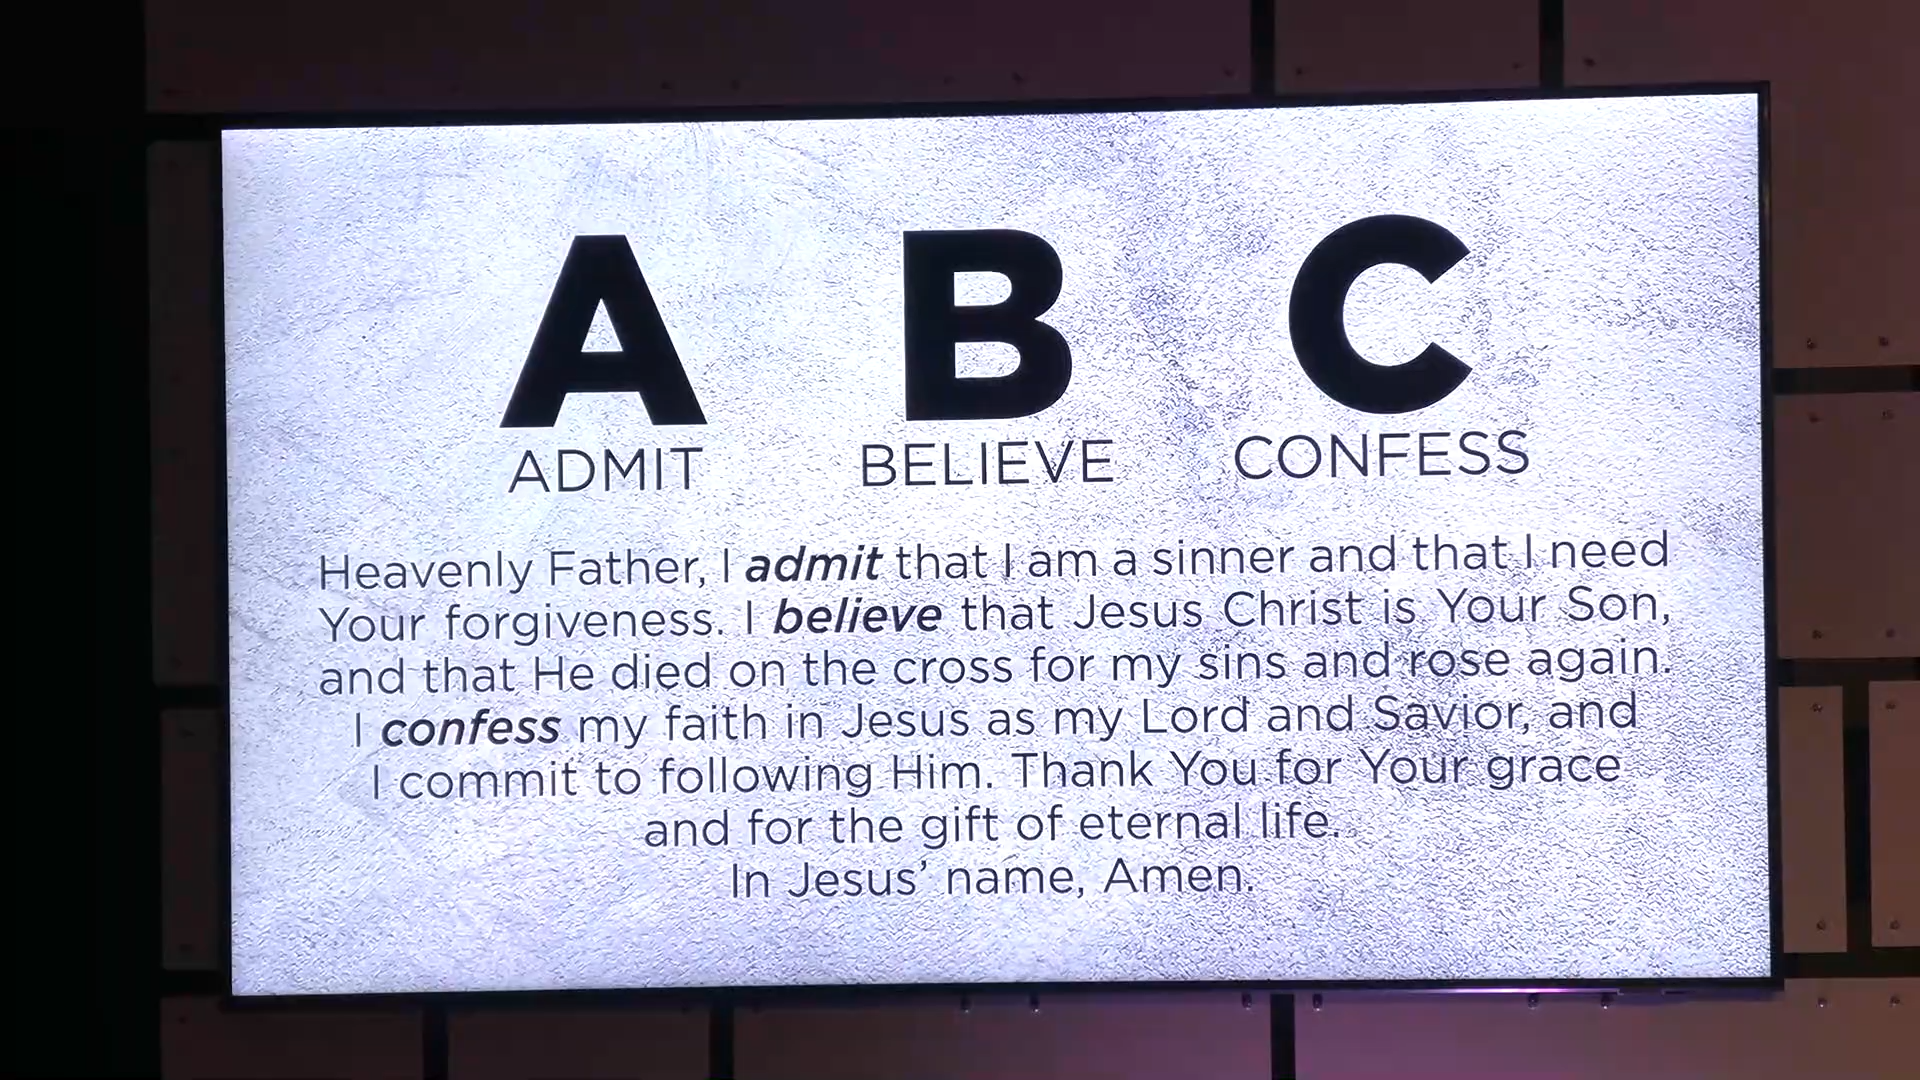 A B C
ADMIT BELIEVE CONFESS
Heavenly Father, I admit that I am a sinner and that I need
Your forgiveness. I believe that Jesus Christ is Your Son,
and that He died on the cross for my sins and rose again.
I confess my faith in Jesus as my Lord and Savior, and
I commit to following Him. Thank You for Your grace
and for the gift of eternal life.
In Jesus’ name, Amen.